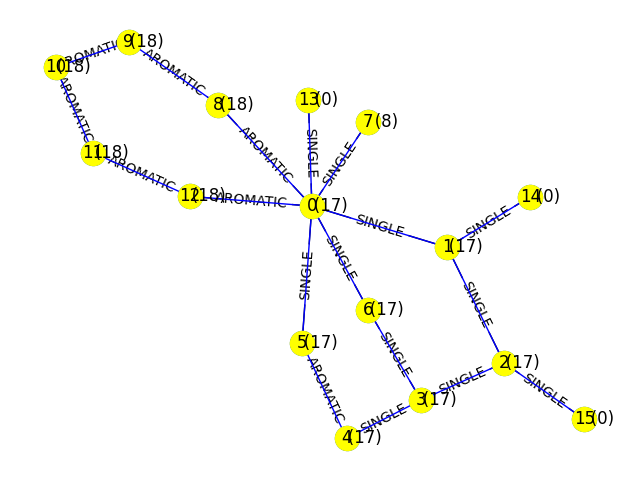 9(18)
AROMATIC
10(18)
AROMATIC
AROMATIC
8(18)
13(0)
7(8)
AROMATIC
AROMATIC
11(18)
SINGLE
SINGLE
AROMATIC
12(18)
AROMATIC
0(17)
14(0)
SINGLE
SINGLE
1(17)
SINGLE
SINGLE
SINGLE
6(17)
5(17)
SINGLE
SINGLE
2(17)
AROMATIC
SINGLE
SINGLE
3(17)
SINGLE
15(0)
4(17)